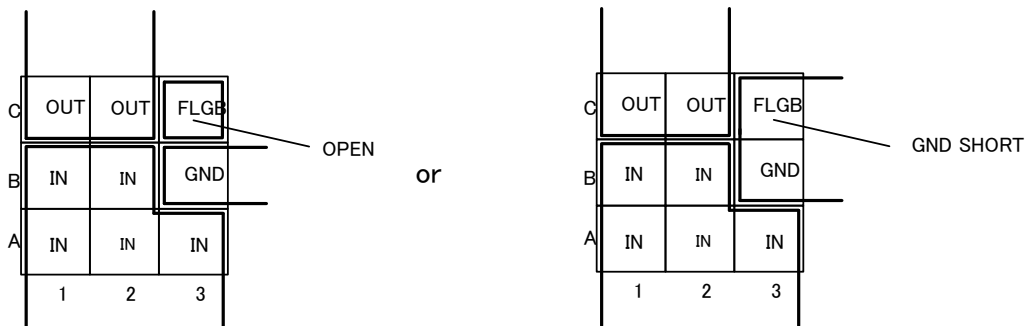 C OUT OUT FLGB
OPEN
B IN IN GND
A IN IN IN
1 2 3
or
C OUT OUT FLGB
GND SHORT
B IN IN GND
A IN IN IN
1 2 3